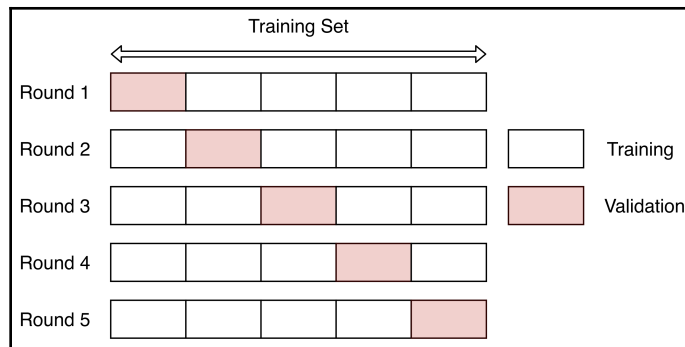 Training Set
Round 1
Round 2
Training
Round 3
Validation
Round 4
Round 5